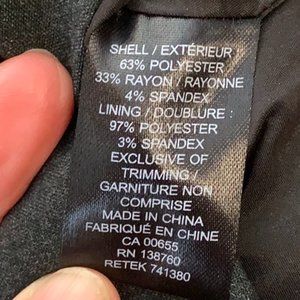 SHELL / EXTÉRIEUR
63% POLYESTER
33% RAYON / RAYONNE
4% SPANDEX
LINING / DOUBLURE :
97% POLYESTER
3% SPANDEX
EXCLUSIVE OF
TRIMMING /
GARNITURE NON
COMPRISE
MADE IN CHINA
FABRIQUÉ EN CHINE
CA 00655
RN 138760
RETEK 741380